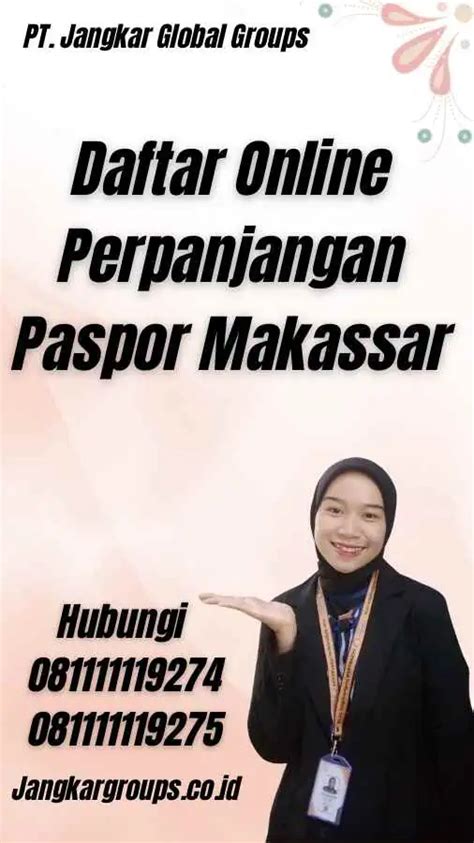 PT. Jangkar Global Groups
Daftar Online
Perpanjangan
Paspor Makassar
Hubungi
081111119274
081111119275
Jangkargroups.co.id